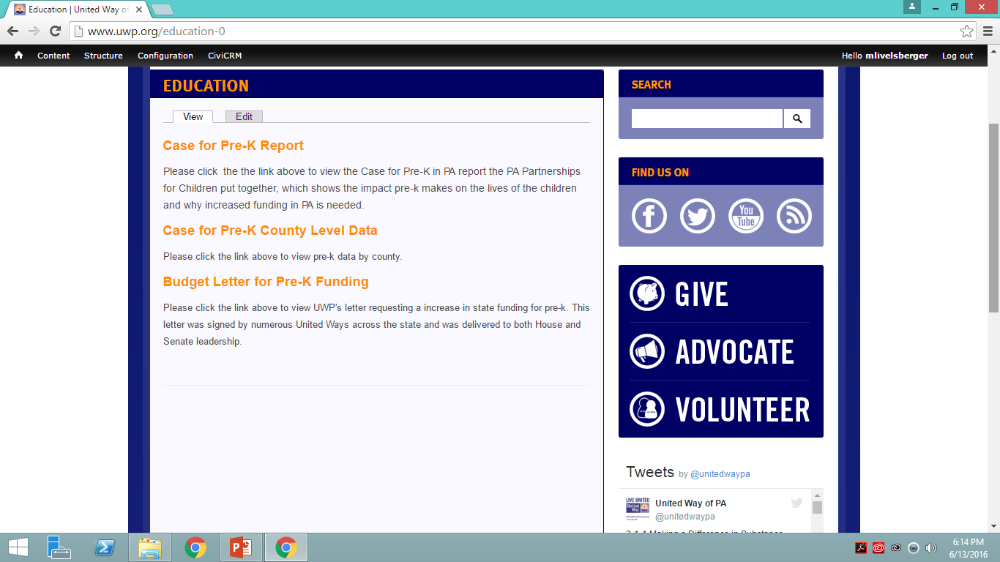 Education | United Way of
www.uwp.org/education-0
Content Structure Configuration CiviCRM
Hello mlivelsberger Log out
EDUCATION
View Edit
Case for Pre-K Report
Please click  the the link above to view the Case for Pre-K in PA report the PA Partnerships
for Children put together, which shows the impact pre-k makes on the lives of the children
and why increased funding in PA is needed.
Case for Pre-K County Level Data
Please click the link above to view pre-k data by county.
Budget Letter for Pre-K Funding
Please click the link above to view UWP's letter requesting a increase in state funding for pre-k. This
letter was signed by numerous United Ways across the state and was delivered to both House and
Senate leadership.
SEARCH
FIND US ON
You
Tube
GIVE
ADVOCATE
VOLUNTEER
Tweets by @unitedwaypa
LIVE UNITED
United
Way
United Way of PA
@unitedwaypa
2-1-1 Making a Difference in Substance
6:14 PM
6/13/2016